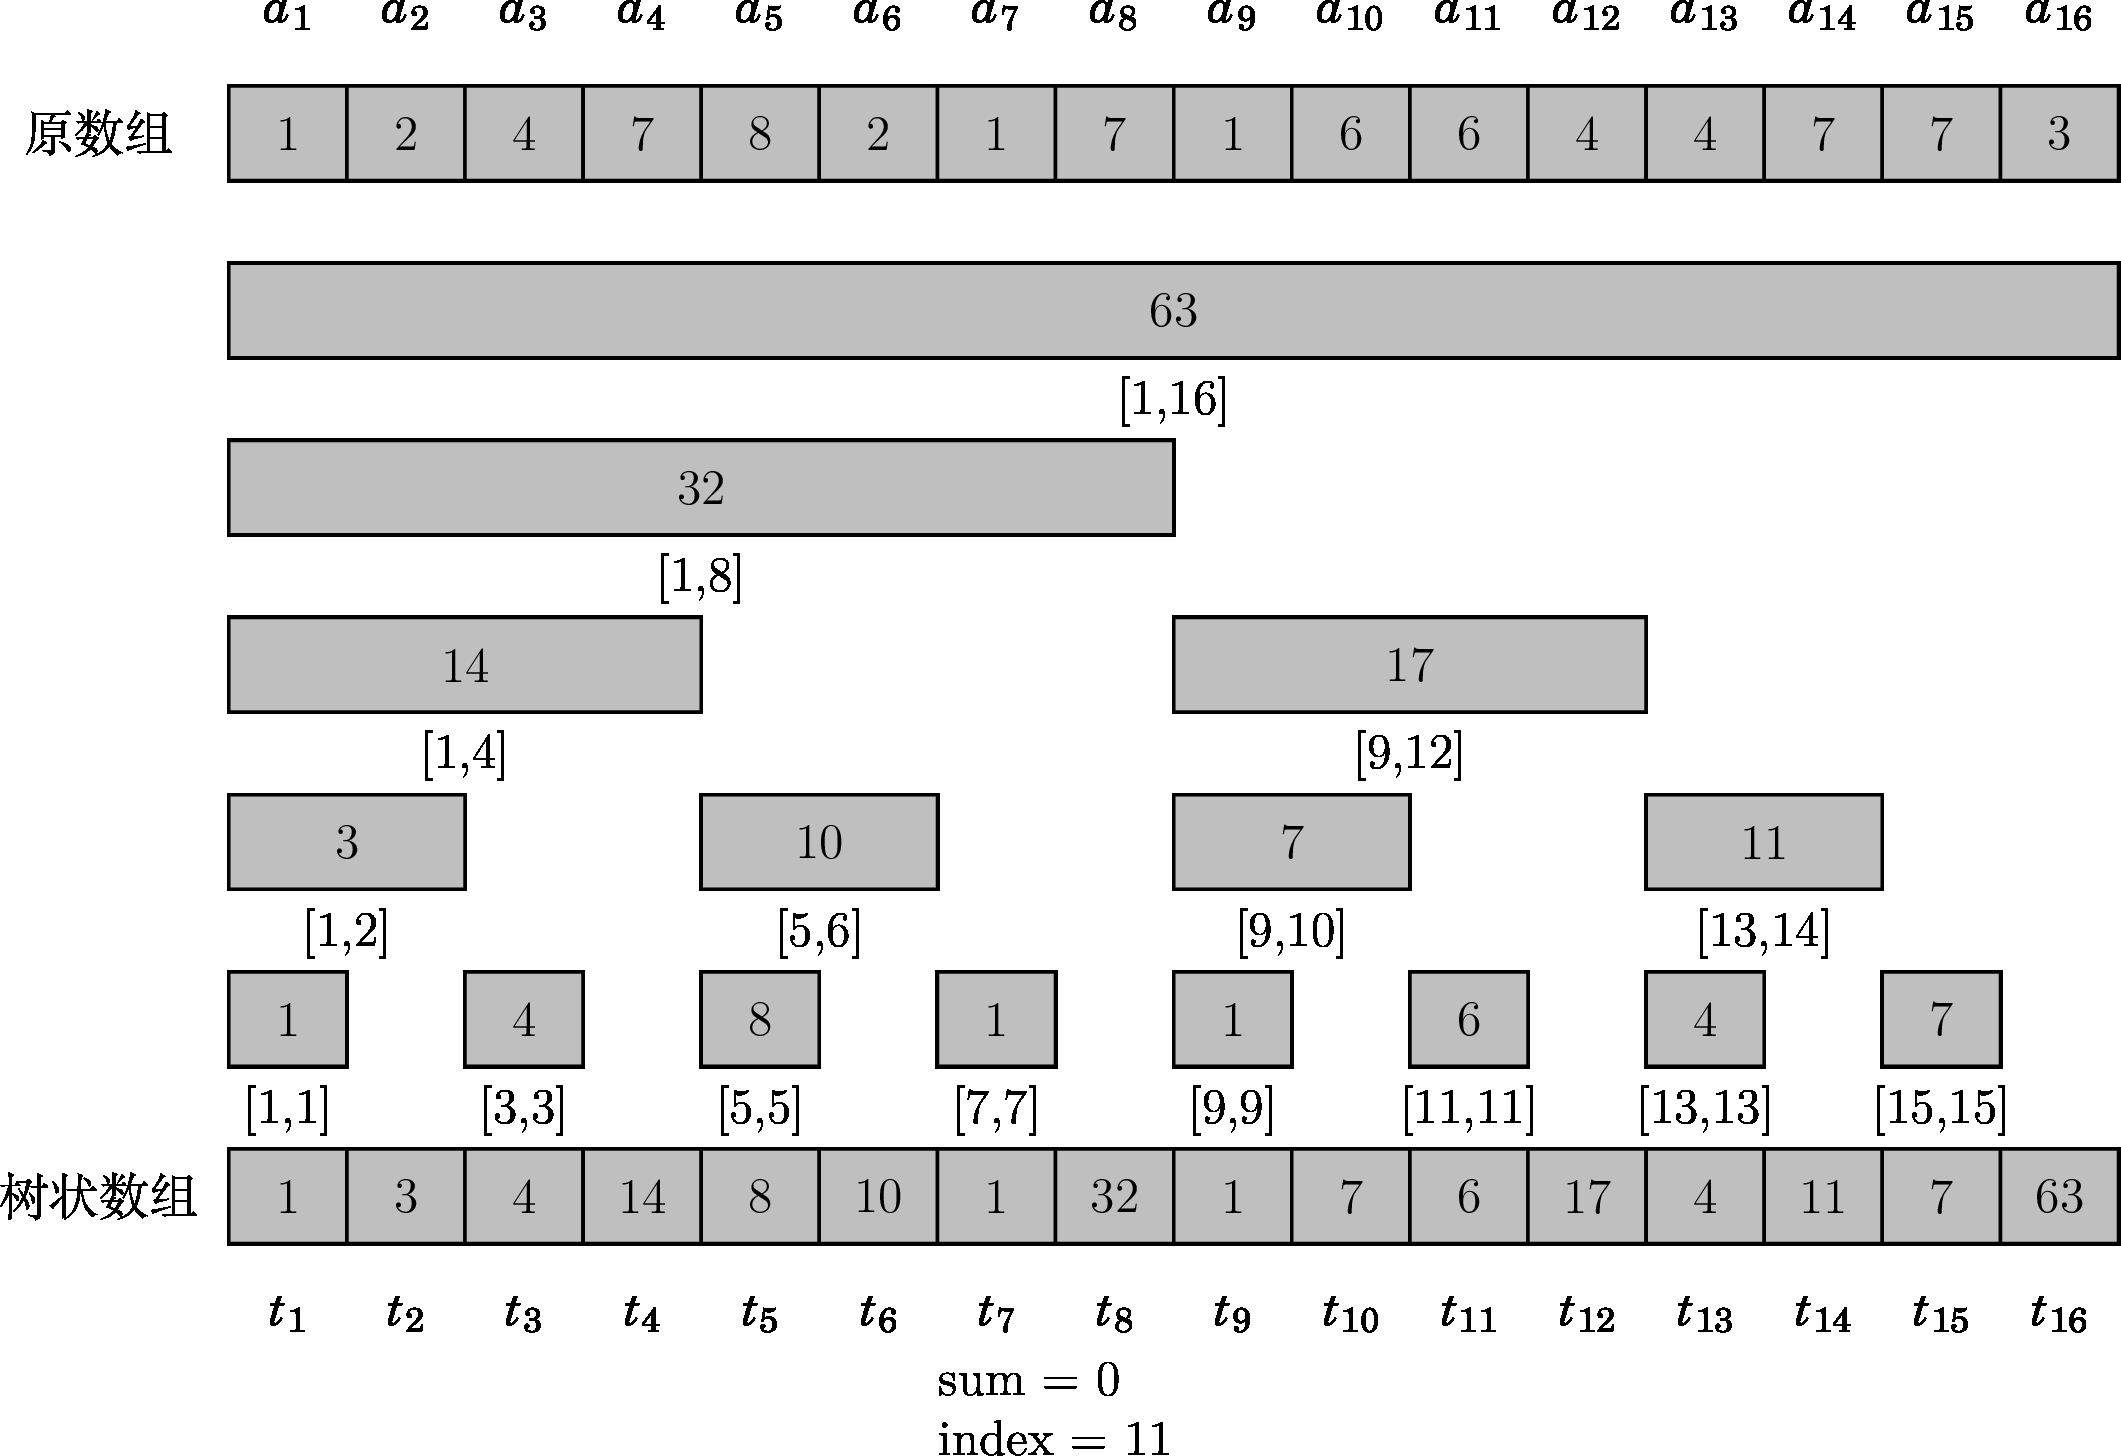 a1 a2 a3 a4 a5 a6 a7 a8 a9 a10 a11 a12 a13 a14 a15 a16
原数组 1 2 4 7 8 2 1 7 1 6 6 4 4 7 7 3
63
[1,16]
32
[1,8]
14 17
[1,4] [9,12]
3 10 7 11
[1,2] [5,6] [9,10] [13,14]
1 4 8 1 1 6 4 7
[1,1] [3,3] [5,5] [7,7] [9,9] [11,11] [13,13] [15,15]
树状数组 1 3 4 14 8 10 1 32 1 7 6 17 4 11 7 63
t1 t2 t3 t4 t5 t6 t7 t8 t9 t10 t11 t12 t13 t14 t15 t16
sum = 0
index = 11